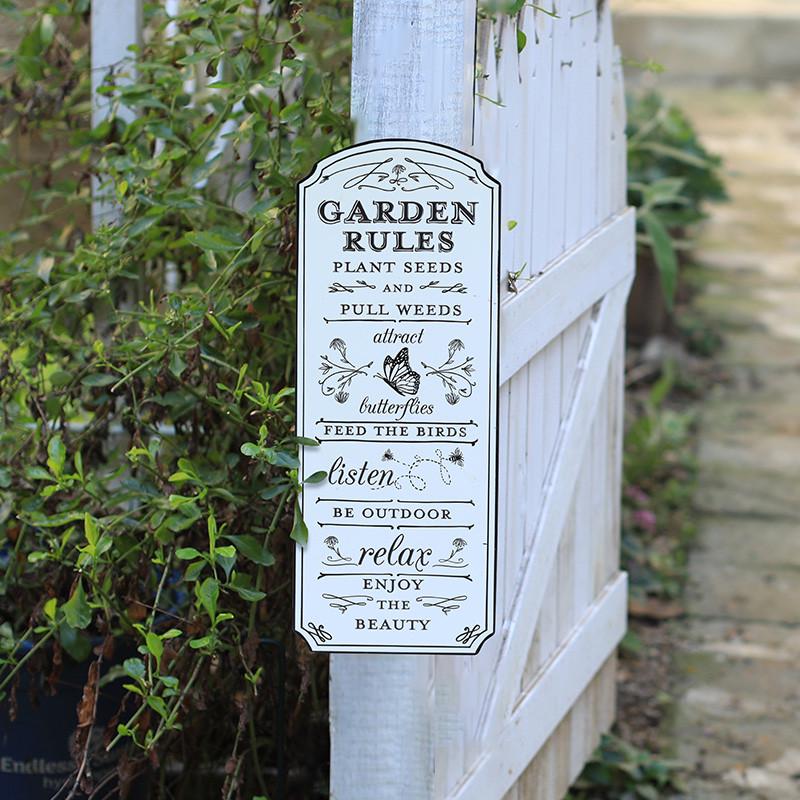 GARDEN
RULES
PLANT SEEDS
AND
PULL WEEDS
attract
butterflies
FEED THE BIRDS
listen
BE OUTDOOR
relax
ENJOY
THE
BEAUTY
Endless